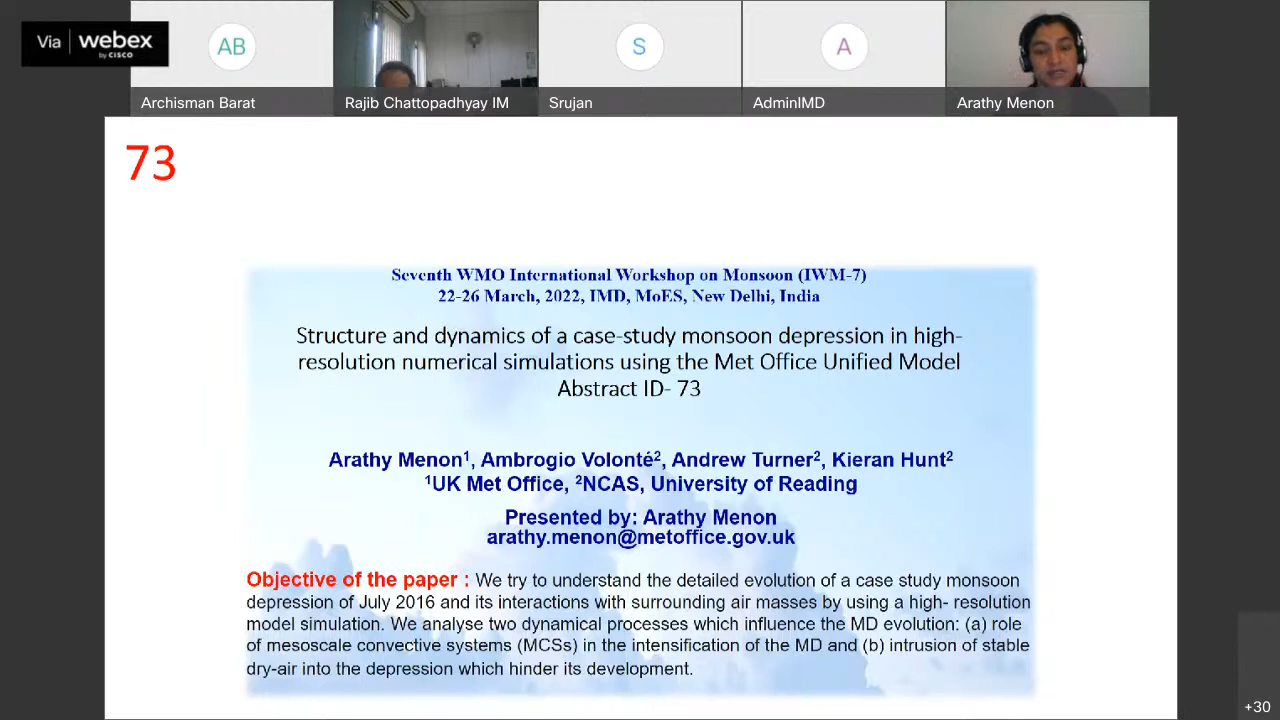 Via webex
by CISCO
AB
S
A
Archisman Barat
Rajib Chattopadhyay IM
Srujan
AdminIMD
Arathy Menon
73
Seventh WMO International Workshop on Monsoon (IWM-7)
22-26 March, 2022, IMD, MoES, New Delhi, India
Structure and dynamics of a case-study monsoon depression in high-
resolution numerical simulations using the Met Office Unified Model
Abstract ID- 73
Arathy Menon¹, Ambrogio Volonté², Andrew Turner², Kieran Hunt²
¹UK Met Office, ²NCAS, University of Reading
Presented by: Arathy Menon
arathy.menon@metoffice.gov.uk
Objective of the paper : We try to understand the detailed evolution of a case study monsoon
depression of July 2016 and its interactions with surrounding air masses by using a high- resolution
model simulation. We analyse two dynamical processes which influence the MD evolution: (a) role
of mesoscale convective systems (MCSs) in the intensification of the MD and (b) intrusion of stable
dry-air into the depression which hinder its development.
+30